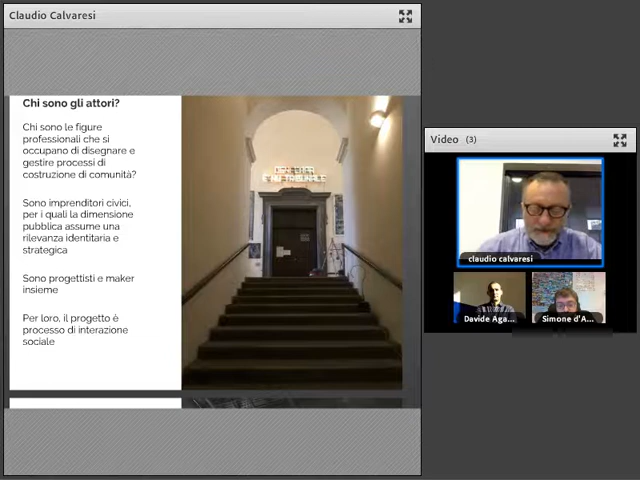 Claudio Calvaresi
Chi sono gli attori?
Chi sono le figure
professionali che si
occupano di disegnare e
gestire processi di
costruzione di comunità?
Sono imprenditori civici,
per i quali la dimensione
pubblica assume una
rilevanza identitaria e
strategica
Sono progettisti e maker
insieme
Per loro, il progetto è
processo di interazione
sociale
Video (3)
claudio calvaresi
Davide Aga...
Simone d'A...